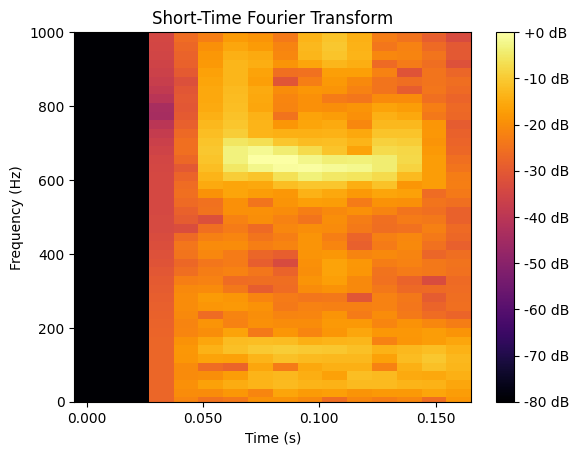 Short-Time Fourier Transform
1000
800
600
400
200
0
Frequency (Hz)
0.000
0.050
0.100
0.150
Time (s)
+0 dB
-10 dB
-20 dB
-30 dB
-40 dB
-50 dB
-60 dB
-70 dB
-80 dB